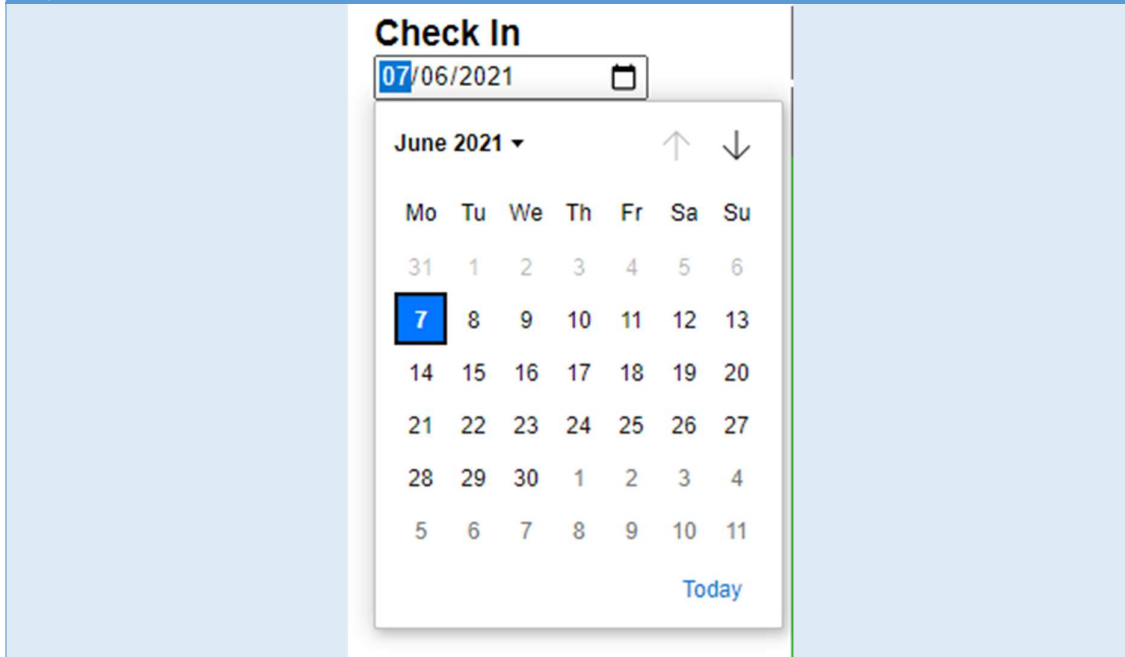 Check In
07/06/2021
June 2021
Mo Tu We Th Fr Sa Su
31 1 2 3 4 5 6
7 8 9 10 11 12 13
14 15 16 17 18 19 20
21 22 23 24 25 26 27
28 29 30 1 2 3 4
5 6 7 8 9 10 11
Today